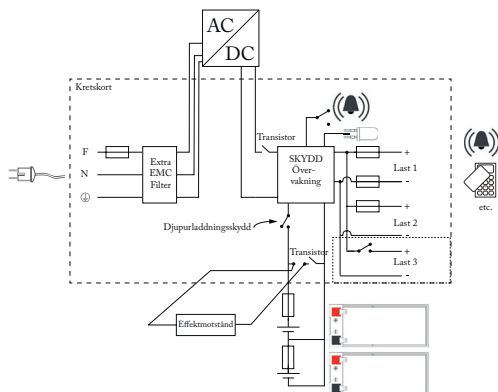 AC
DC
Kretskort
Transistor
F
N
Extra
EMC
Filter
SKYDD
Över-
vakning
+
Last 1
-
+
Last 2
-
+
Last 3
-
etc.
Djupurladdningsskydd
Transistor
Effektmotstånd